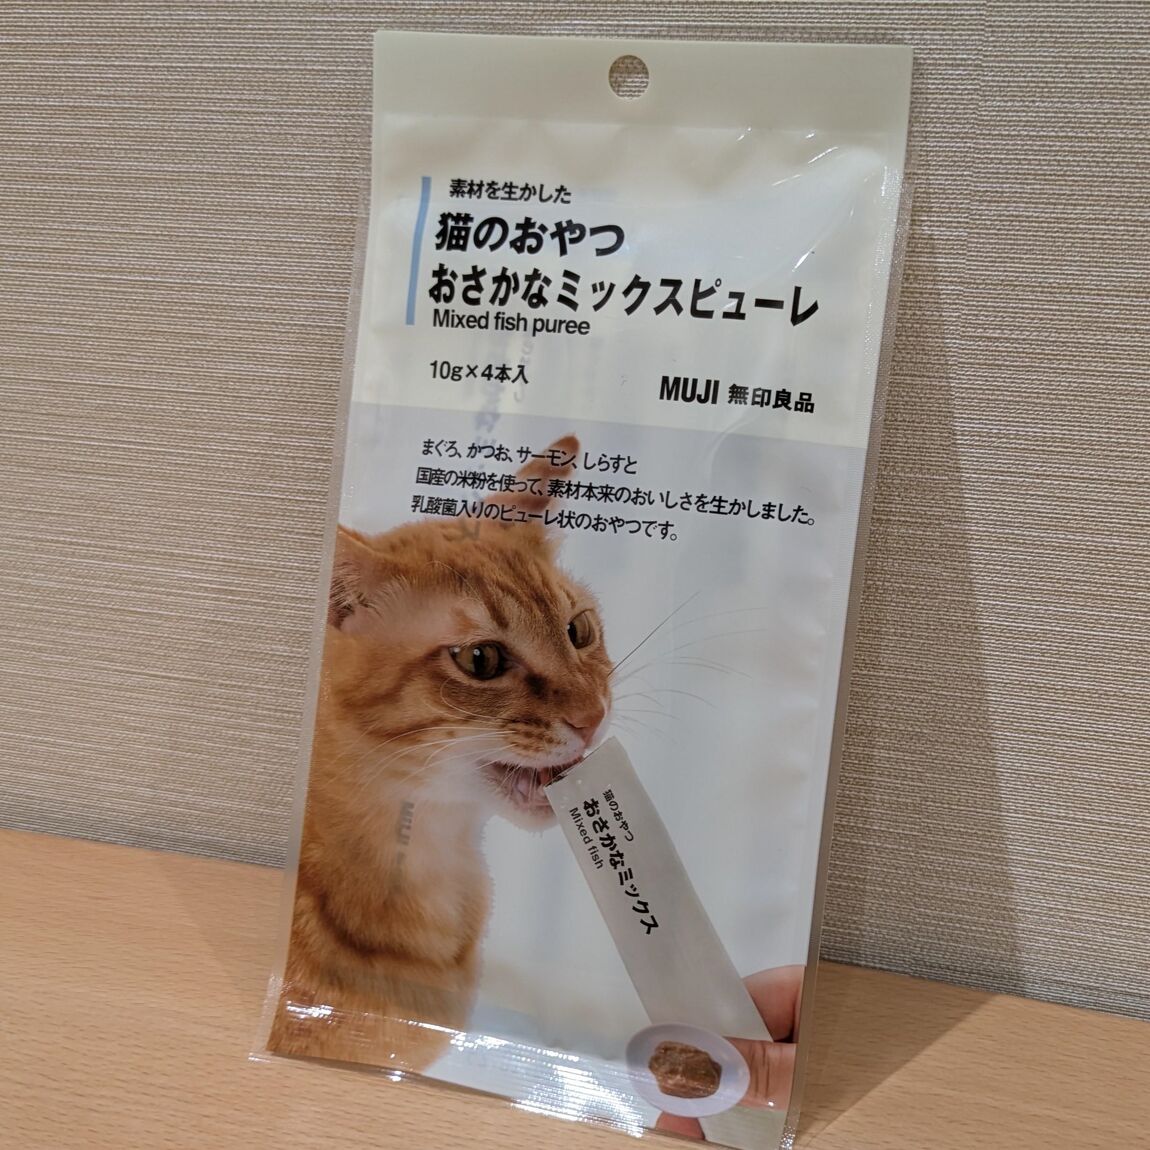 素材を生かした
猫のおやつ
おさかなミックスピューレ
Mixed fish puree
10g×4本入
MUJI 無印良品
まぐろ、かつお、サーモン、しらすと
国産の米粉を使って、素材本来のおいしさを生かしました。
乳酸菌入りのピューレ状のおやつです。
猫のおやつ
おさかなミックス
Mixed fish